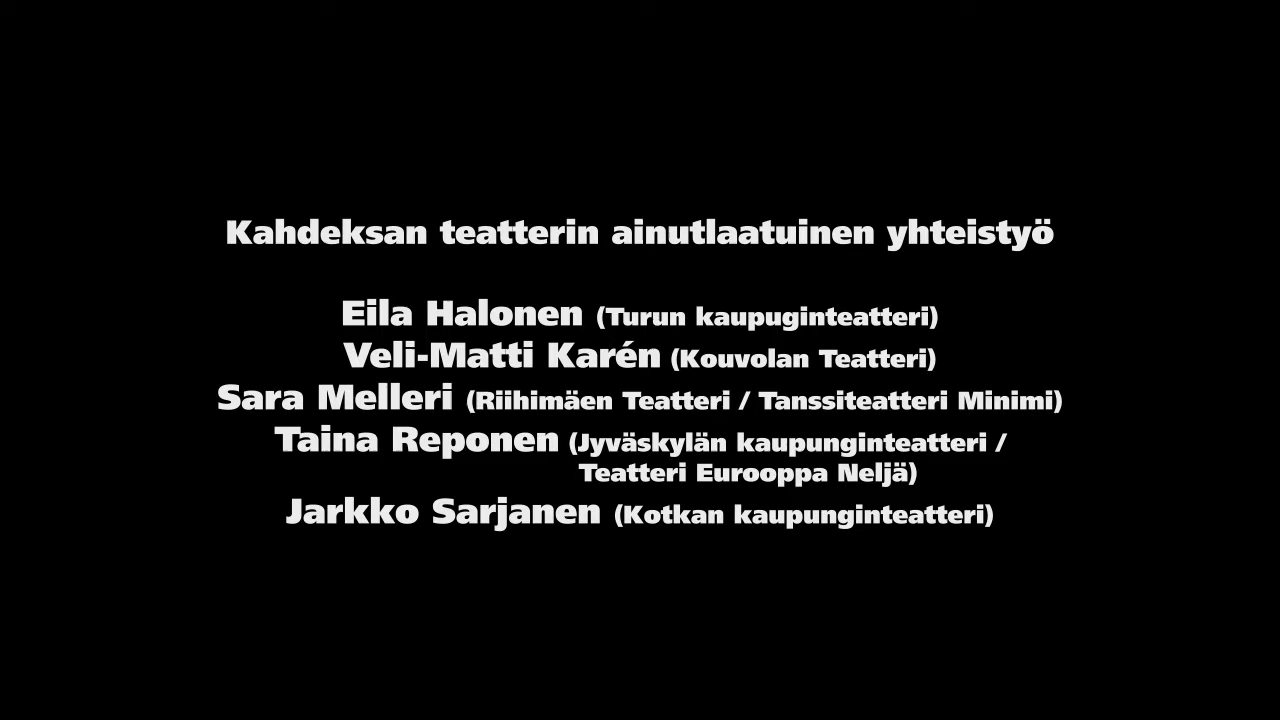 Kahdeksan teatterin ainutlaatuinen yhteistyö
Eila Halonen (Turun kaupuginteatteri)
Veli-Matti Karén (Kouvolan Teatteri)
Sara Melleri (Riihimäen Teatteri / Tanssiteatteri Minimi)
Taina Reponen (Jyväskylän kaupunginteatteri /
Teatteri Eurooppa Neljä)
Jarkko Sarjanen (Kotkan kaupunginteatteri)